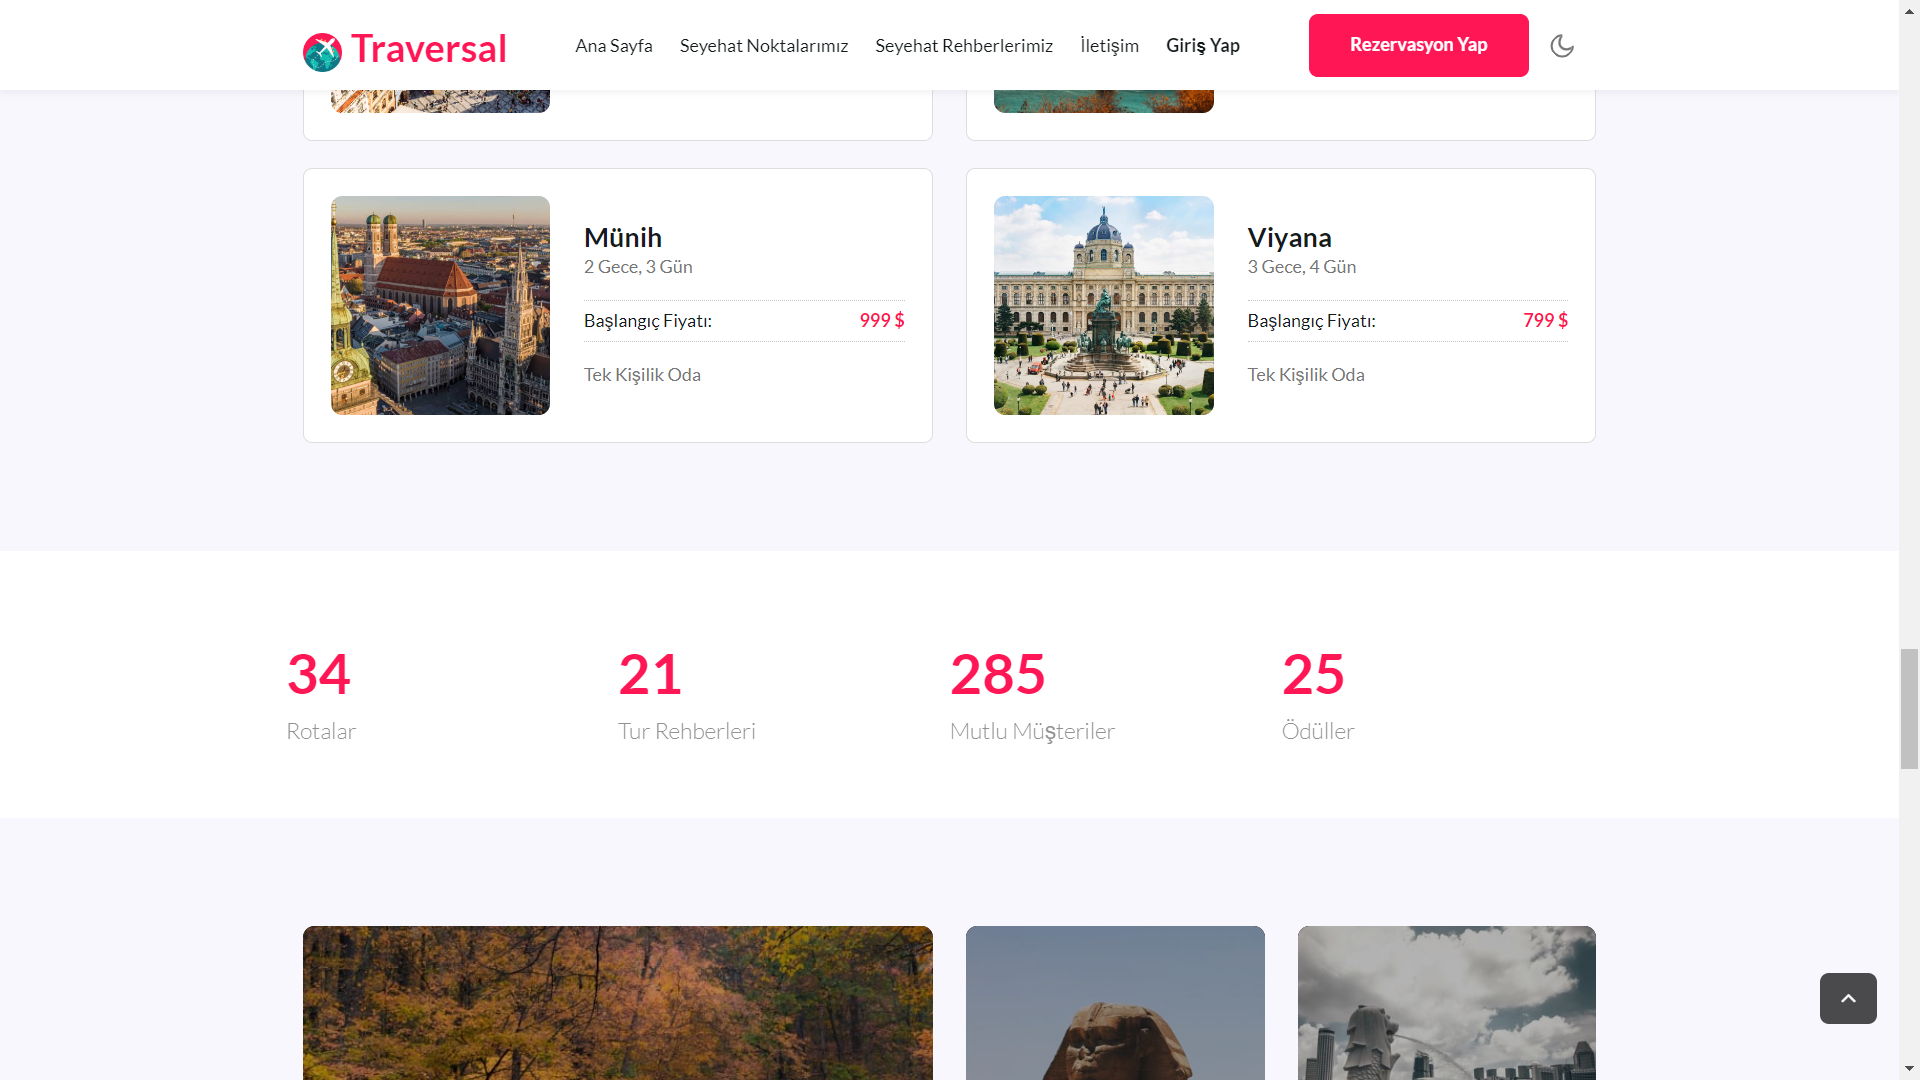 Traversal
Ana Sayfa
Seyehat Noktalarımız
Seyehat Rehberlerimiz
İletişim
Giriş Yap
Rezervasyon Yap
Münih
2 Gece, 3 Gün
Başlangıç Fiyatı: 999 $
Tek Kişilik Oda
Viyana
3 Gece, 4 Gün
Başlangıç Fiyatı: 799 $
Tek Kişilik Oda
34
Rotalar
21
Tur Rehberleri
285
Mutlu Müşteriler
25
Ödüller